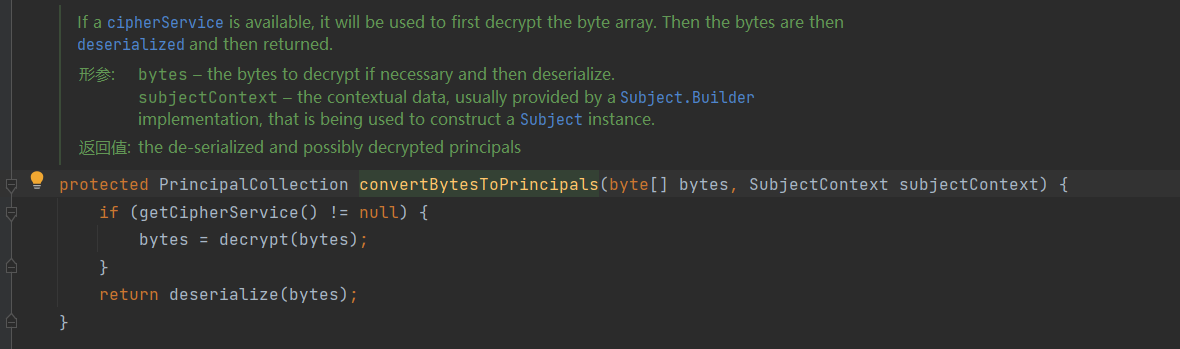 If a cipherService is available, it will be used to first decrypt the byte array. Then the bytes are then
deserialized and then returned.
形参: bytes – the bytes to decrypt if necessary and then deserialize.
subjectContext – the contextual data, usually provided by a Subject.Builder
implementation, that is being used to construct a Subject instance.
返回值: the de-serialized and possibly decrypted principals
protected PrincipalCollection convertBytesToPrincipals(byte[] bytes, SubjectContext subjectContext) {
if (getCipherService() != null) {
bytes = decrypt(bytes);
}
return deserialize(bytes);
}